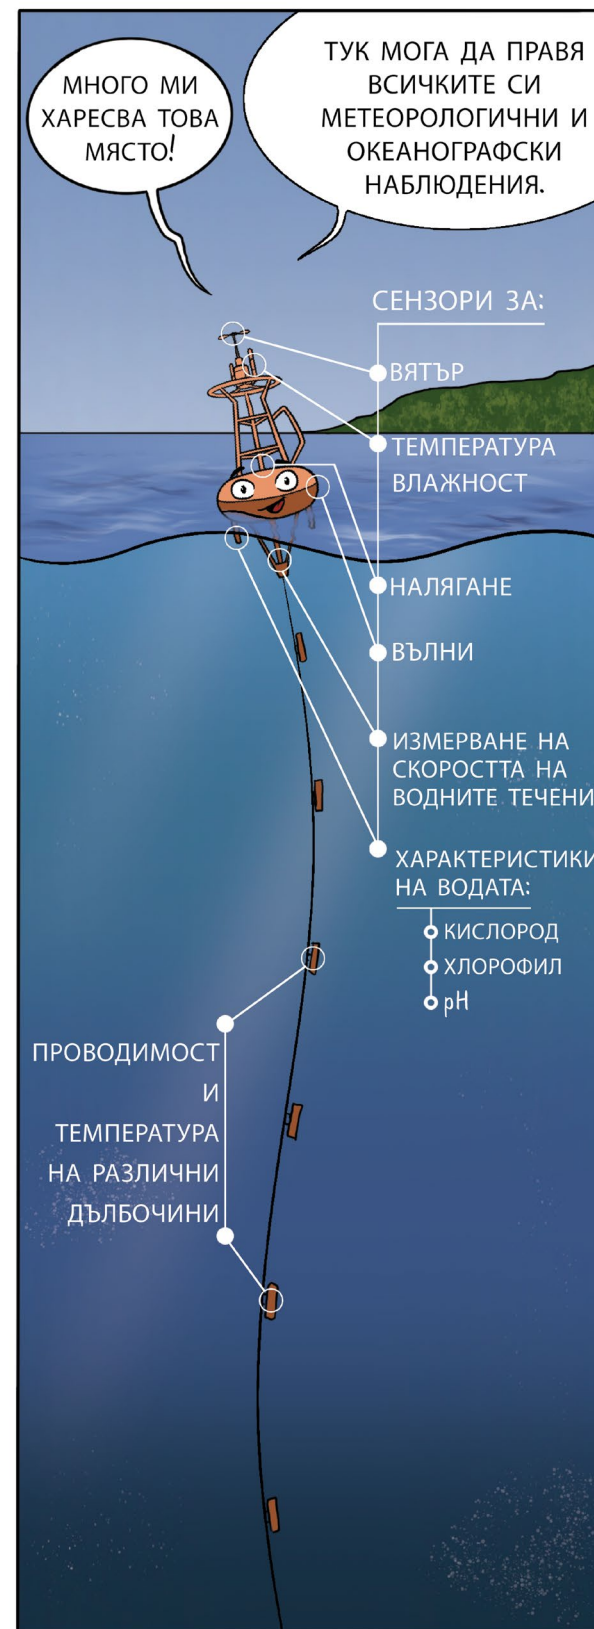 МНОГО МИ
ХАРЕСВА ТОВА
МЯСТО!
ТУК МОГА ДА ПРАВЯ
ВСИЧКИТЕ СИ
МЕТЕОРОЛОГИЧНИ И
ОКЕАНОГРАФСКИ
НАБЛЮДЕНИЯ.
СЕНЗОРИ ЗА:
ВЯТЪР
ТЕМПЕРАТУРА
ВЛАЖНОСТ
НАЛЯГАНЕ
ВЪЛНИ
ИЗМЕРВАНЕ НА
СКОРОСТТА НА
ВОДНИТЕ ТЕЧЕНИ
ХАРАКТЕРИСТИКИ
НА ВОДАТА:
КИСЛОРОД
ХЛОРОФИЛ
pH
ПРОВОДИМОСТ
И
ТЕМПЕРАТУРА
НА РАЗЛИЧНИ
ДЪЛБОЧИНИ